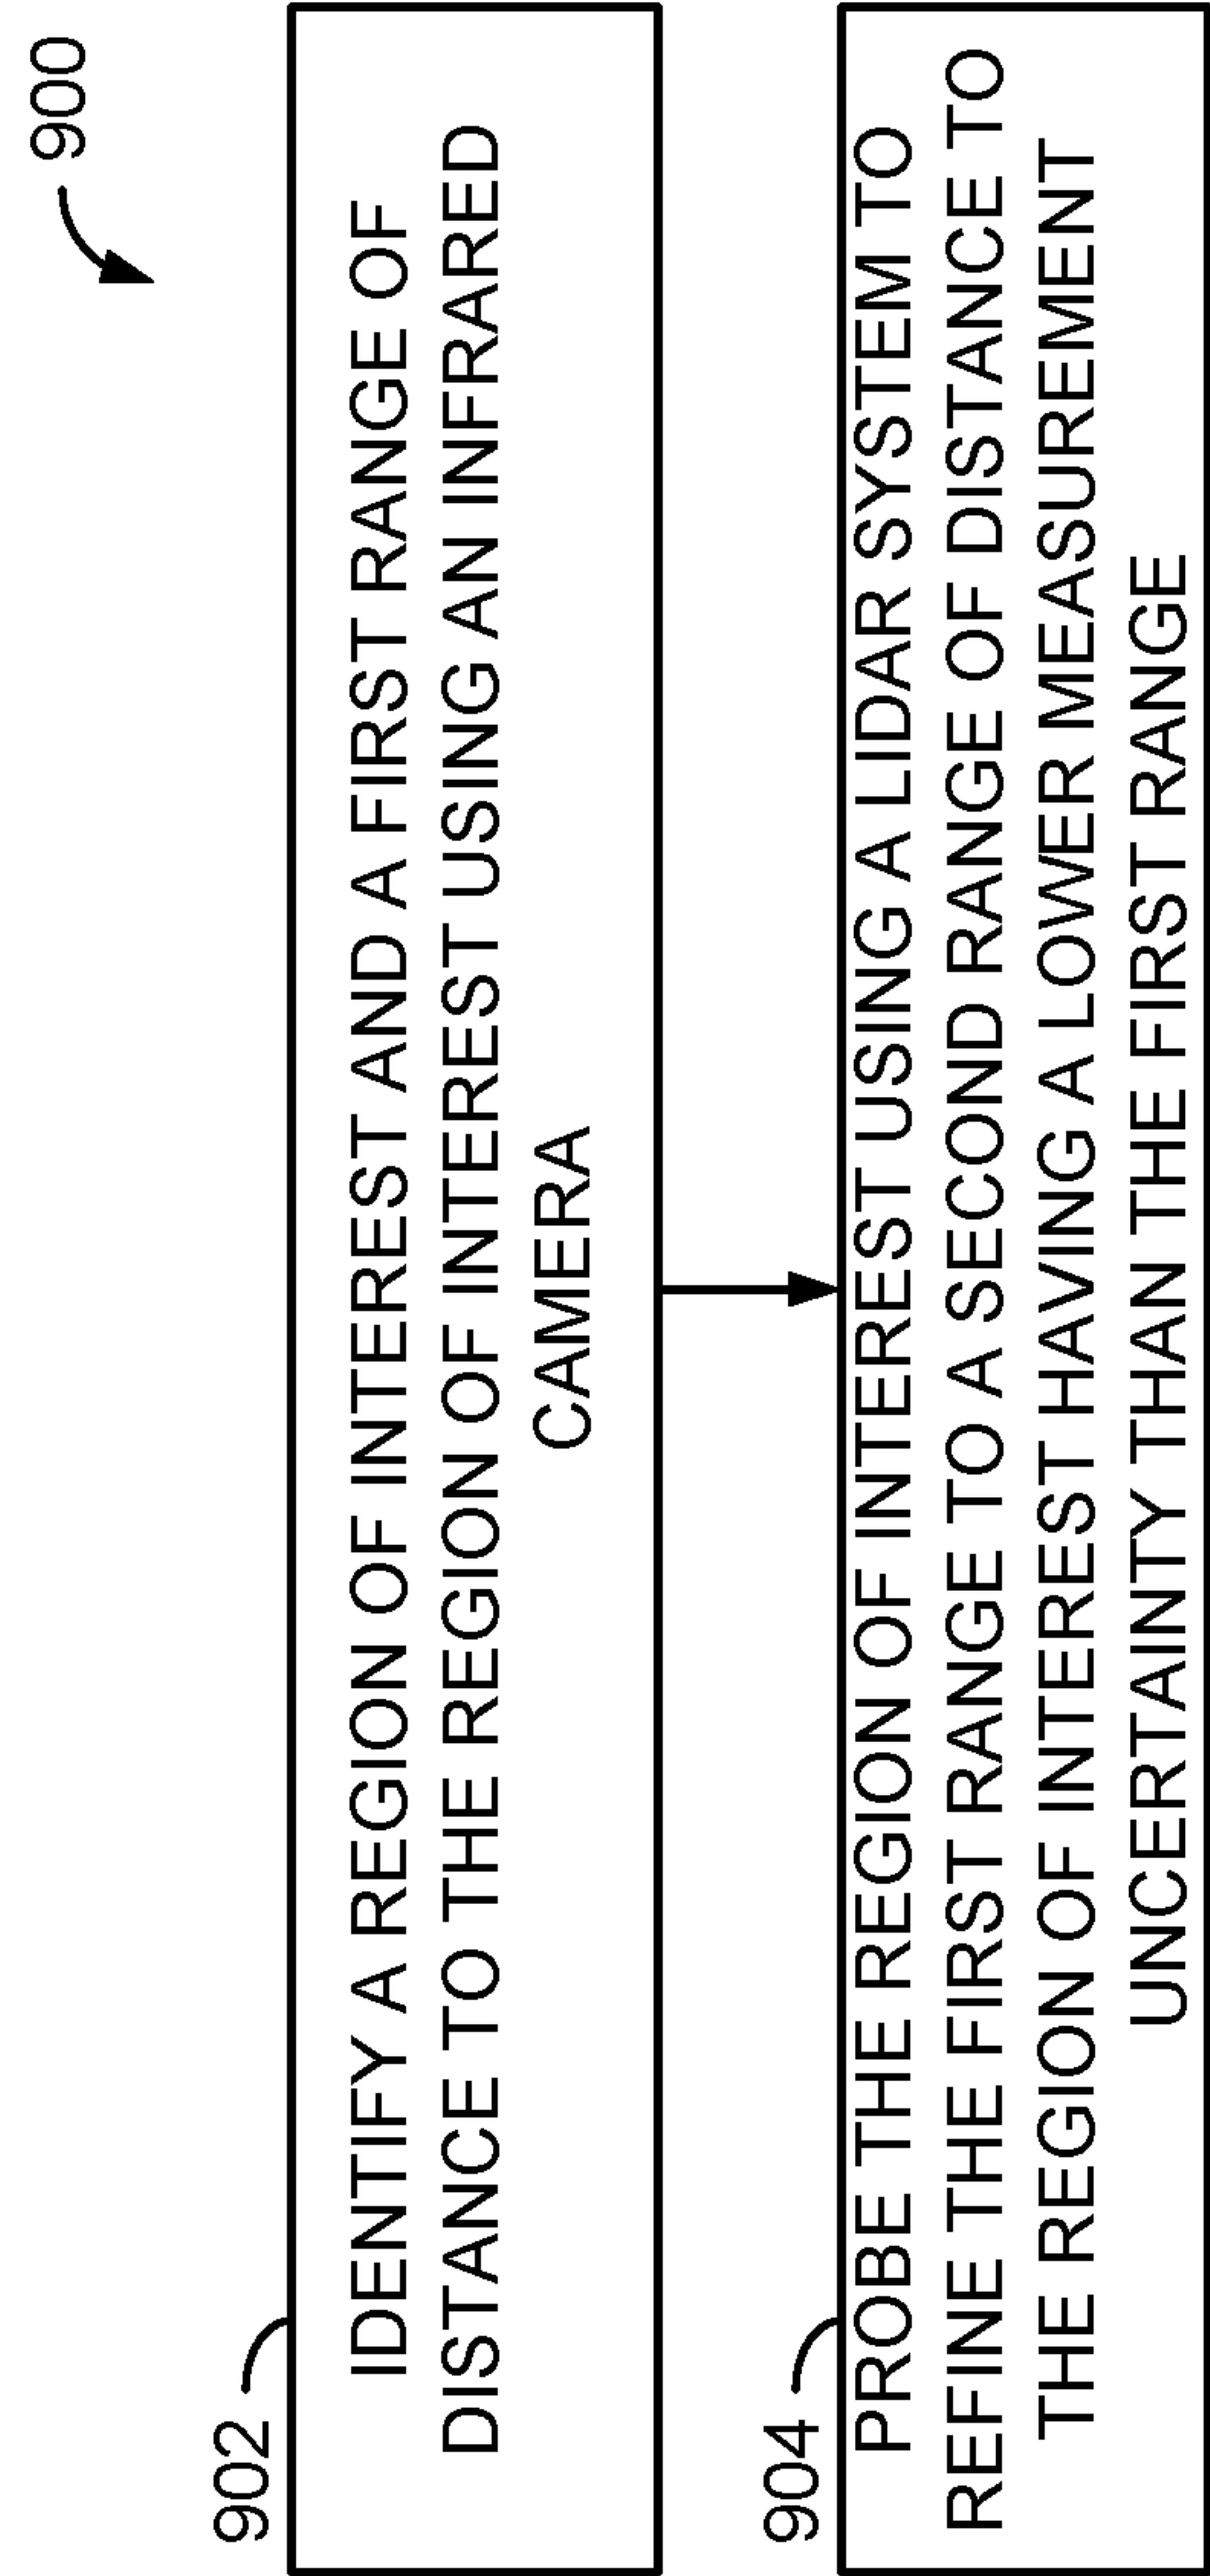 900
902
IDENTIFY A REGION OF INTEREST AND A FIRST RANGE OF
DISTANCE TO THE REGION OF INTEREST USING AN INFRARED
CAMERA
904
PROBE THE REGION OF INTEREST USING A LIDAR SYSTEM TO
REFINE THE FIRST RANGE TO A SECOND RANGE OF DISTANCE TO
THE REGION OF INTEREST HAVING A LOWER MEASUREMENT
UNCERTAINTY THAN THE FIRST RANGE